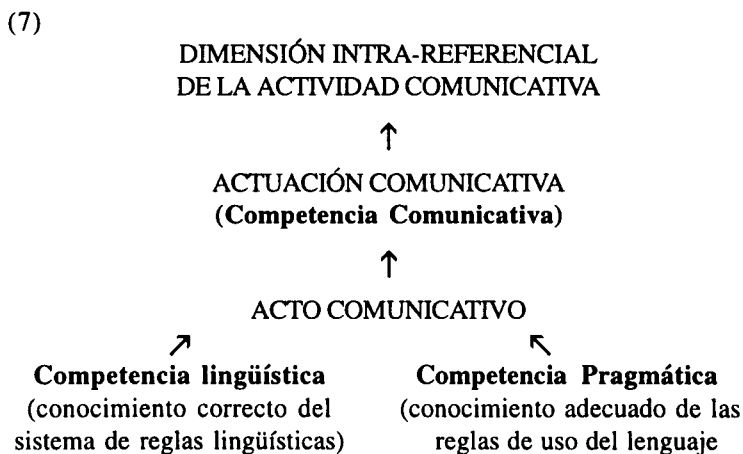 (7)
DIMENSIÓN INTRA-REFERENCIAL
DE LA ACTIVIDAD COMUNICATIVA
↑
ACTUACIÓN COMUNICATIVA
(Competencia Comunicativa)
↑
ACTO COMUNICATIVO
↗ ↖
Competencia lingüística
(conocimiento correcto del
sistema de reglas lingüísticas)
Competencia Pragmática
(conocimiento adecuado de las
reglas de uso del lenguaje